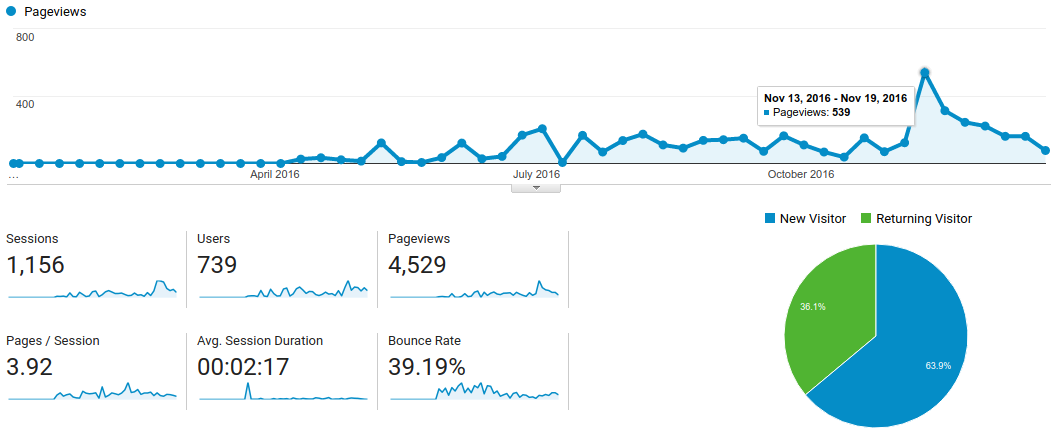 Pageviews
800
400
Nov 13, 2016 - Nov 19, 2016
Pageviews: 539
...
April 2016
July 2016
October 2016
New Visitor
Returning Visitor
Sessions
1,156
Users
739
Pageviews
4,529
Pages / Session
3.92
Avg. Session Duration
00:02:17
Bounce Rate
39.19%
36.1%
63.9%